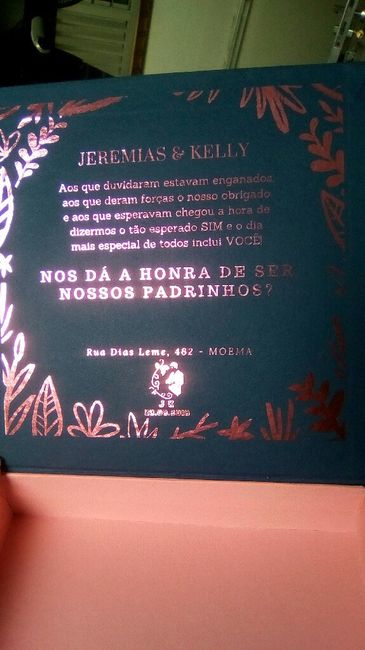 JEREMIAS & KELLY
Aos que duvidaram estavam enganados,
aos que deram forças o nosso obrigado
e aos que esperavam chegou a hora de
dizermos o tão esperado SIM e o dia
mais especial de todos inclui VOCÊ!
NOS DÁ A HONRA DE SER
NOSSOS PADRINHOS?
Rua Dias Leme, 482 - MOEMA
J K